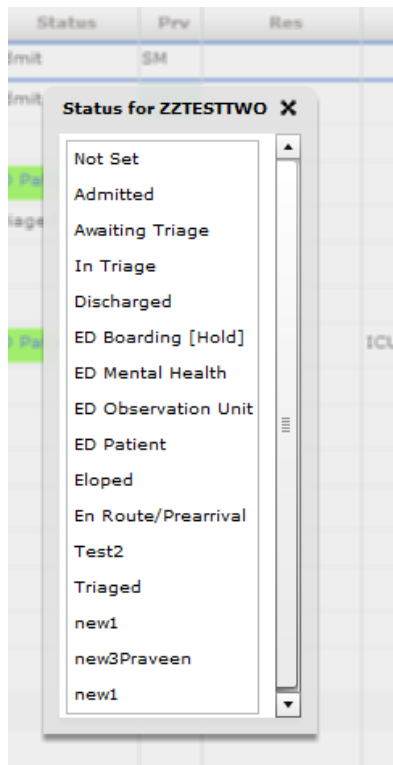 Status Prv Res
SM
Status for ZZTESTTWO X
Not Set
Admitted
Awaiting Triage
In Triage
Discharged
ED Boarding [Hold]
ED Mental Health
ED Observation Unit
ED Patient
Eloped
En Route/Prearrival
Test2
Triaged
new1
new3Praveen
new1